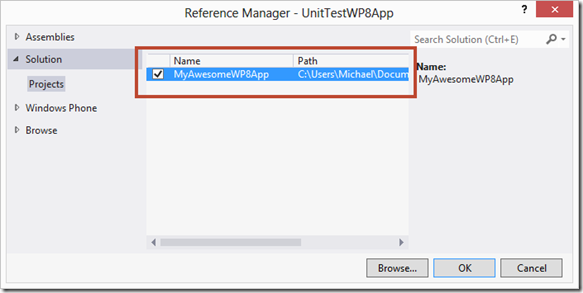 Reference Manager - UnitTestWP8App
?
Assemblies
Solution
Projects
Windows Phone
Browse
Name Path
MyAwesomeWP8App C:\Users\Michael\Docum
Search Solution (Ctrl+E)
Name:
MyAwesomeWP8App
Browse... OK Cancel